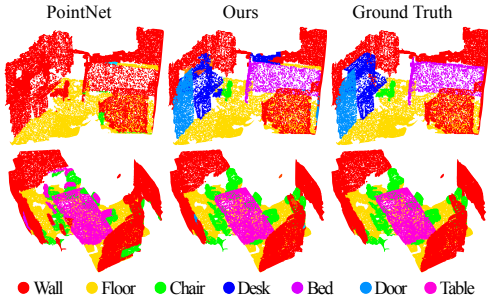 PointNet Ours Ground Truth
Wall Floor Chair Desk Bed Door Table